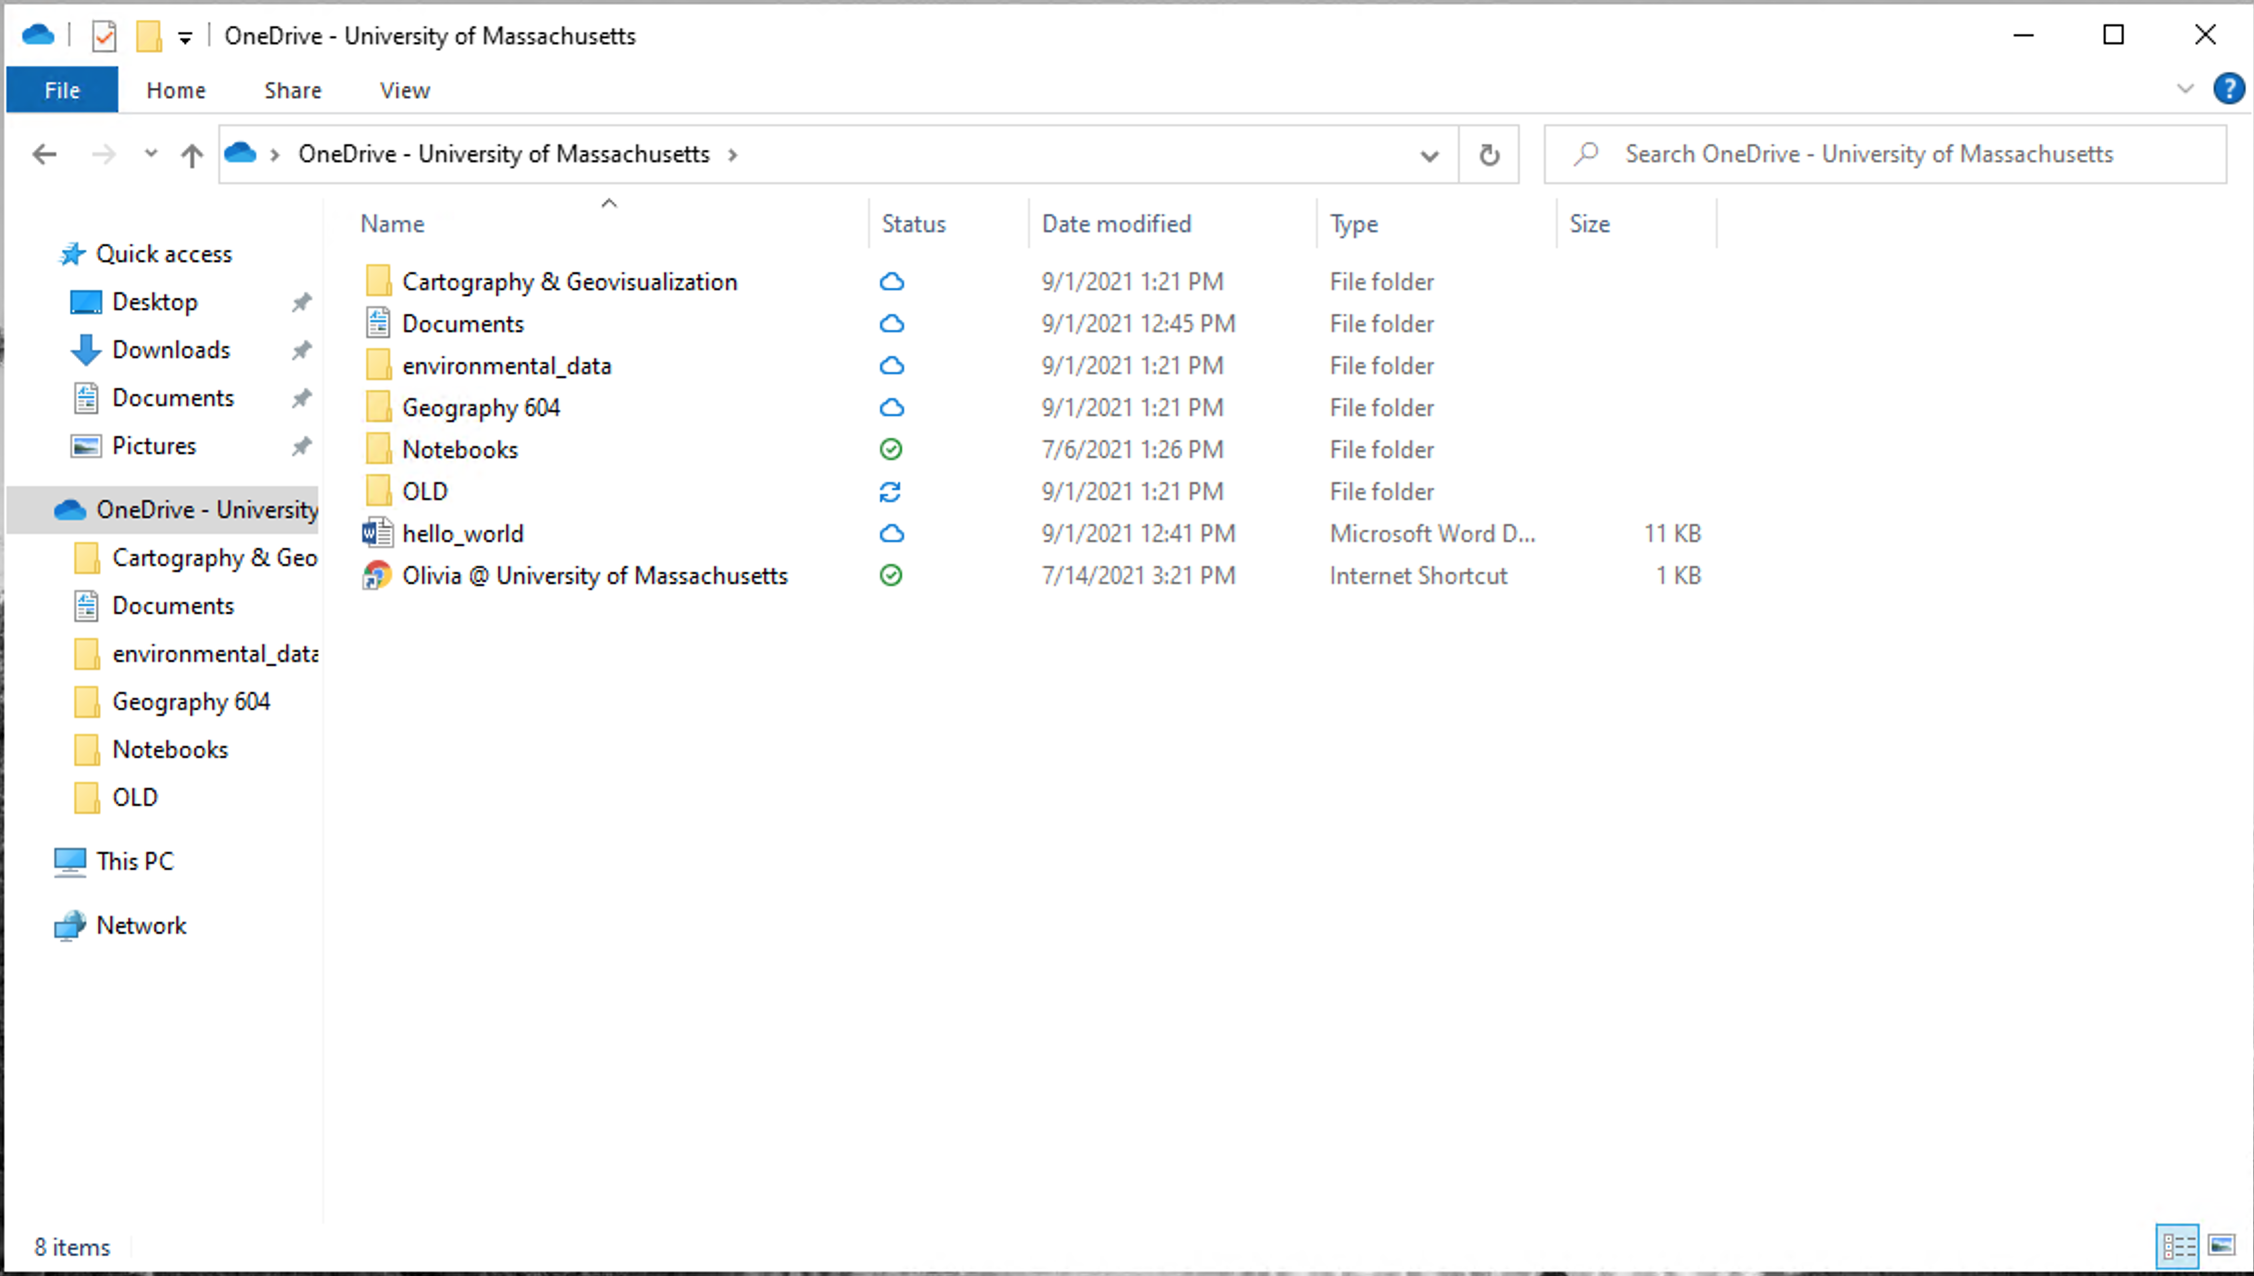 OneDrive - University of Massachusetts
File Home Share View
?
OneDrive - University of Massachusetts
Search OneDrive - University of Massachusetts
Quick access
Desktop
Downloads
Documents
Pictures
OneDrive - University
Cartography & Geo
Documents
environmental_data
Geography 604
Notebooks
OLD
This PC
Network
Name Status Date modified Type Size
Cartography & Geovisualization 9/1/2021 1:21 PM File folder
Documents 9/1/2021 12:45 PM File folder
environmental_data 9/1/2021 1:21 PM File folder
Geography 604 9/1/2021 1:21 PM File folder
Notebooks 7/6/2021 1:26 PM File folder
OLD 9/1/2021 1:21 PM File folder
hello_world 9/1/2021 12:41 PM Microsoft Word D... 11 KB
Olivia @ University of Massachusetts 7/14/2021 3:21 PM Internet Shortcut 1 KB
8 items